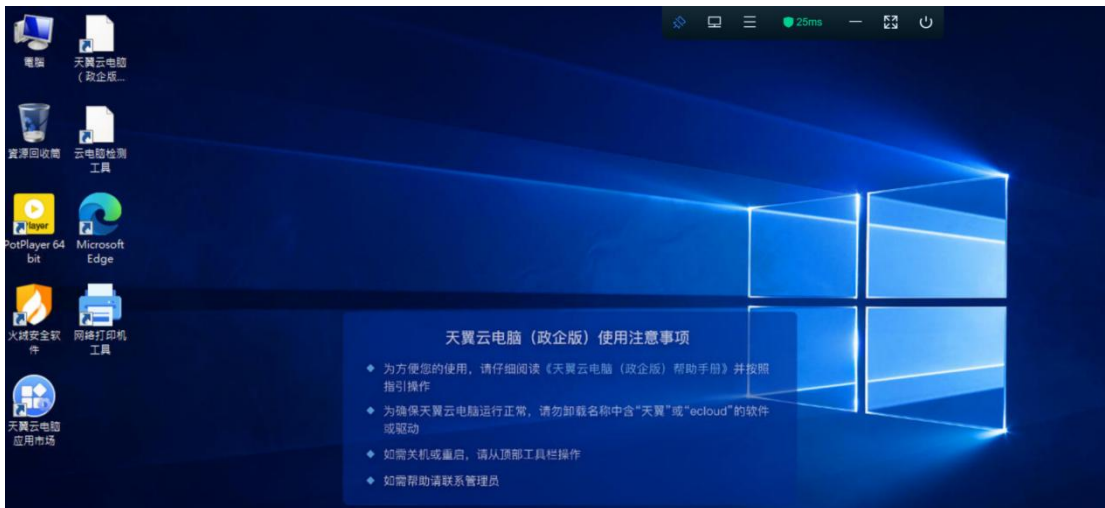 25ms
電腦
天翼云电脑
（政企版...
資源回收筒
云电脑检测
工具
Player
PotPlayer 64
bit
Microsoft
Edge
火绒安全软
件
网络打印机
工具
天翼云电脑
应用市场
天翼云电脑（政企版）使用注意事项
为方便您的使用，请仔细阅读《天翼云电脑（政企版）帮助手册》并按照
指引操作
为确保天翼云电脑运行正常，请勿卸载名称中含“天翼”或“ecloud”的软件
或驱动
如需关机或重启，请从顶部工具栏操作
如需帮助请联系管理员